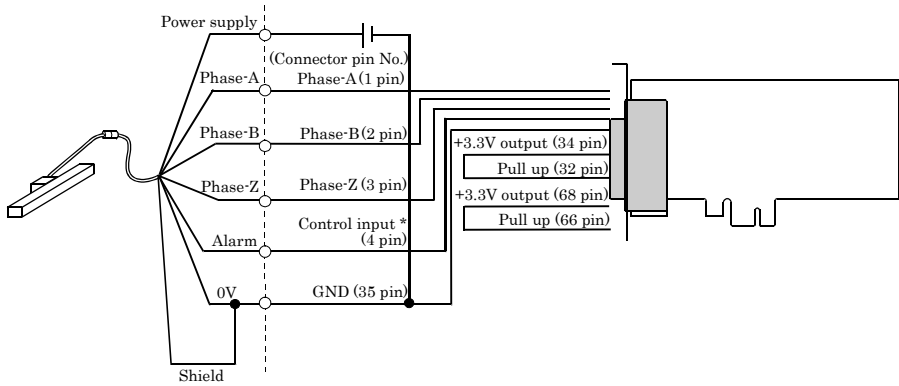 Power supply
(Connector pin No.)
Phase-A
Phase-A (1 pin)
Phase-B
Phase-B (2 pin)
+3.3V output (34 pin)
Pull up (32 pin)
Phase-Z
Phase-Z (3 pin)
+3.3V output (68 pin)
Pull up (66 pin)
Control input *
(4 pin)
Alarm
0V
GND (35 pin)
Shield